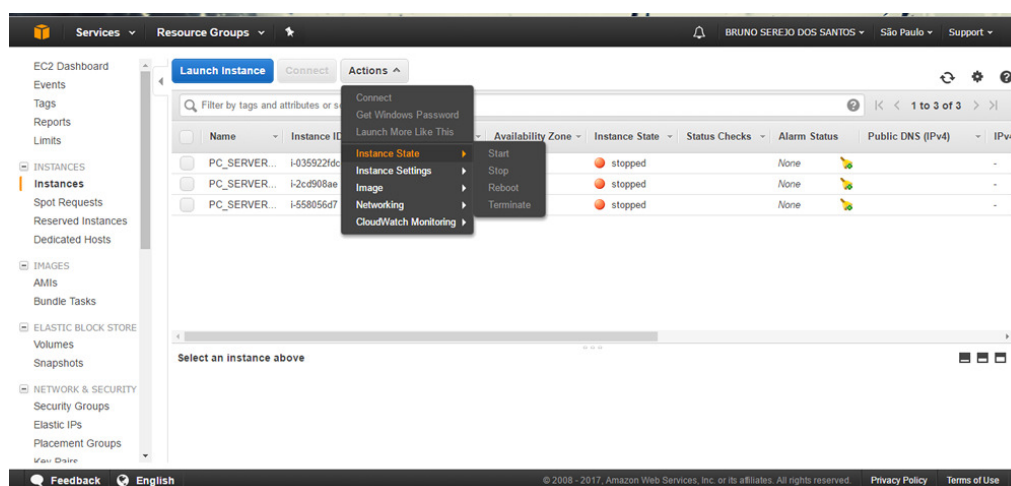 Services Resource Groups BRUNO SEREJO DOS SANTOS São Paulo Support
EC2 Dashboard
Events
Tags
Reports
Limits
INSTANCES
Instances
Spot Requests
Reserved Instances
Dedicated Hosts
IMAGES
AMIs
Bundle Tasks
ELASTIC BLOCK STORE
Volumes
Snapshots
NETWORK & SECURITY
Security Groups
Elastic IPs
Placement Groups
Key Pairs
Launch Instance Connect Actions
Filter by tags and attributes or 1 to 3 of 3
Name Instance ID Availability Zone Instance State Status Checks Alarm Status Public DNS (IPv4)
PC_SERVER... i-035922fdc stopped None -
PC_SERVER... i-2cd908ae stopped None -
PC_SERVER... i-558056d7 stopped None -
Connect
Get Windows Password
Launch More Like This
Instance State
Instance Settings
Image
Networking
CloudWatch Monitoring
Start
Stop
Reboot
Terminate
Select an instance above
Feedback English © 2008 - 2017, Amazon Web Services, Inc. or its affiliates. All rights reserved. Privacy Policy Terms of Use